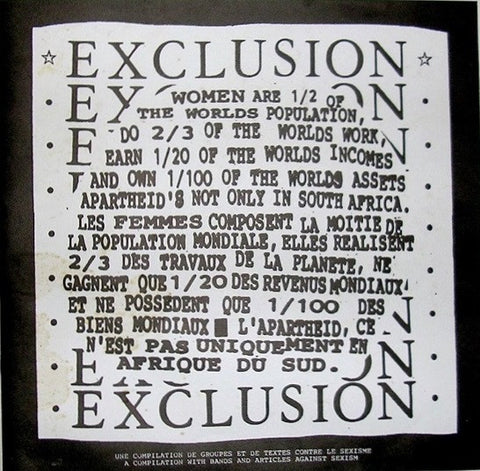 ☆ EXCLUSION ☆
WOMEN ARE 1/2 OF
THE WORLDS POPULATION,
DO 2/3 OF THE WORLDS WORK,
EARN 1/20 OF THE WORLDS INCOMES
AND OWN 1/100 OF THE WORLDS ASSETS
APARTHEID'S NOT ONLY IN SOUTH AFRICA.
LES FEMMES COMPOSENT LA MOITIE DE
LA POPULATION MONDIALE, ELLES REALISENT
2/3 DES TRAVAUX DE LA PLANETE, NE
GAGNENT QUE 1/20 DES REVENUS MONDIAUX
ET NE POSSEDENT QUE 1/100 DES
BIENS MONDIAUX ■ L'APARTHEID, CE
N'EST PAS UNIQUEMENT EN
AFRIQUE DU SUD.
EXCLUSION
UNE COMPILATION DE GROUPES ET DE TEXTES CONTRE LE SEXISME
A COMPILATION WITH BANDS AND ARTICLES AGAINST SEXISM